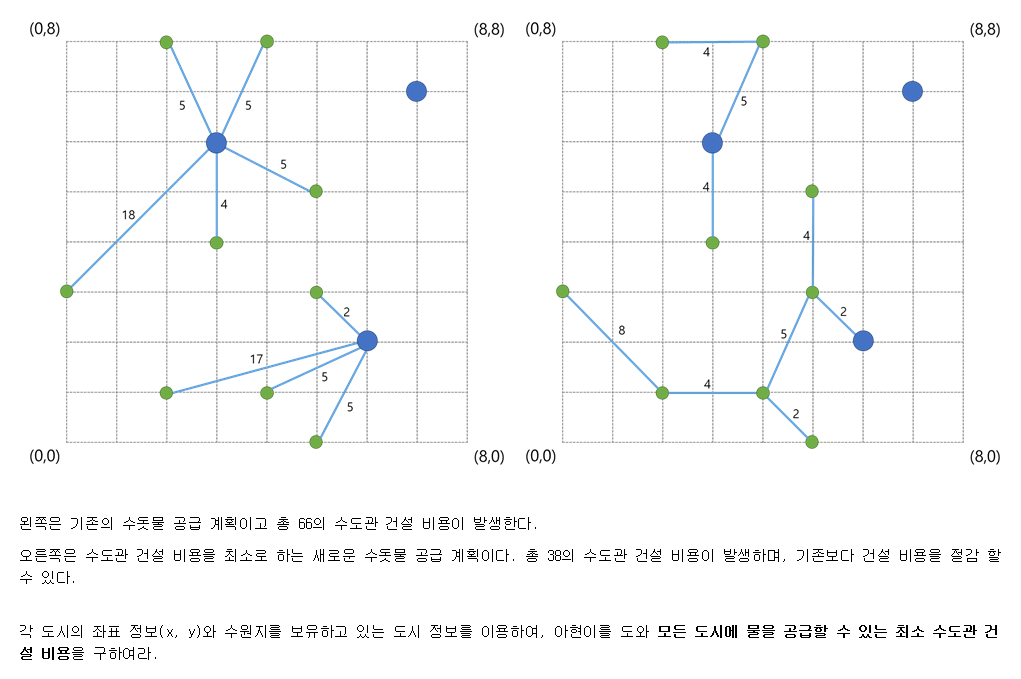 (0,8) (8,8) (0,8) (8,8)
4
5 5 5
5
4 4
18
4
2 2
8 5
17
5 4
5 2
(0,0) (8,0) (0,0) (8,0)
왼쪽은 기존의 수돗물 공급 계획이고 총 66의 수도관 건설 비용이 발생한다.
오른쪽은 수도관 건설 비용을 최소로 하는 새로운 수돗물 공급 계획이다. 총 38의 수도관 건설 비용이 발생하며, 기존보다 건설 비용을 절감 할
수 있다.
각 도시의 좌표 정보(x, y)와 수원지를 보유하고 있는 도시 정보를 이용하여, 아현이를 도와 모든 도시에 물을 공급할 수 있는 최소 수도관 건
설 비용을 구하여라.